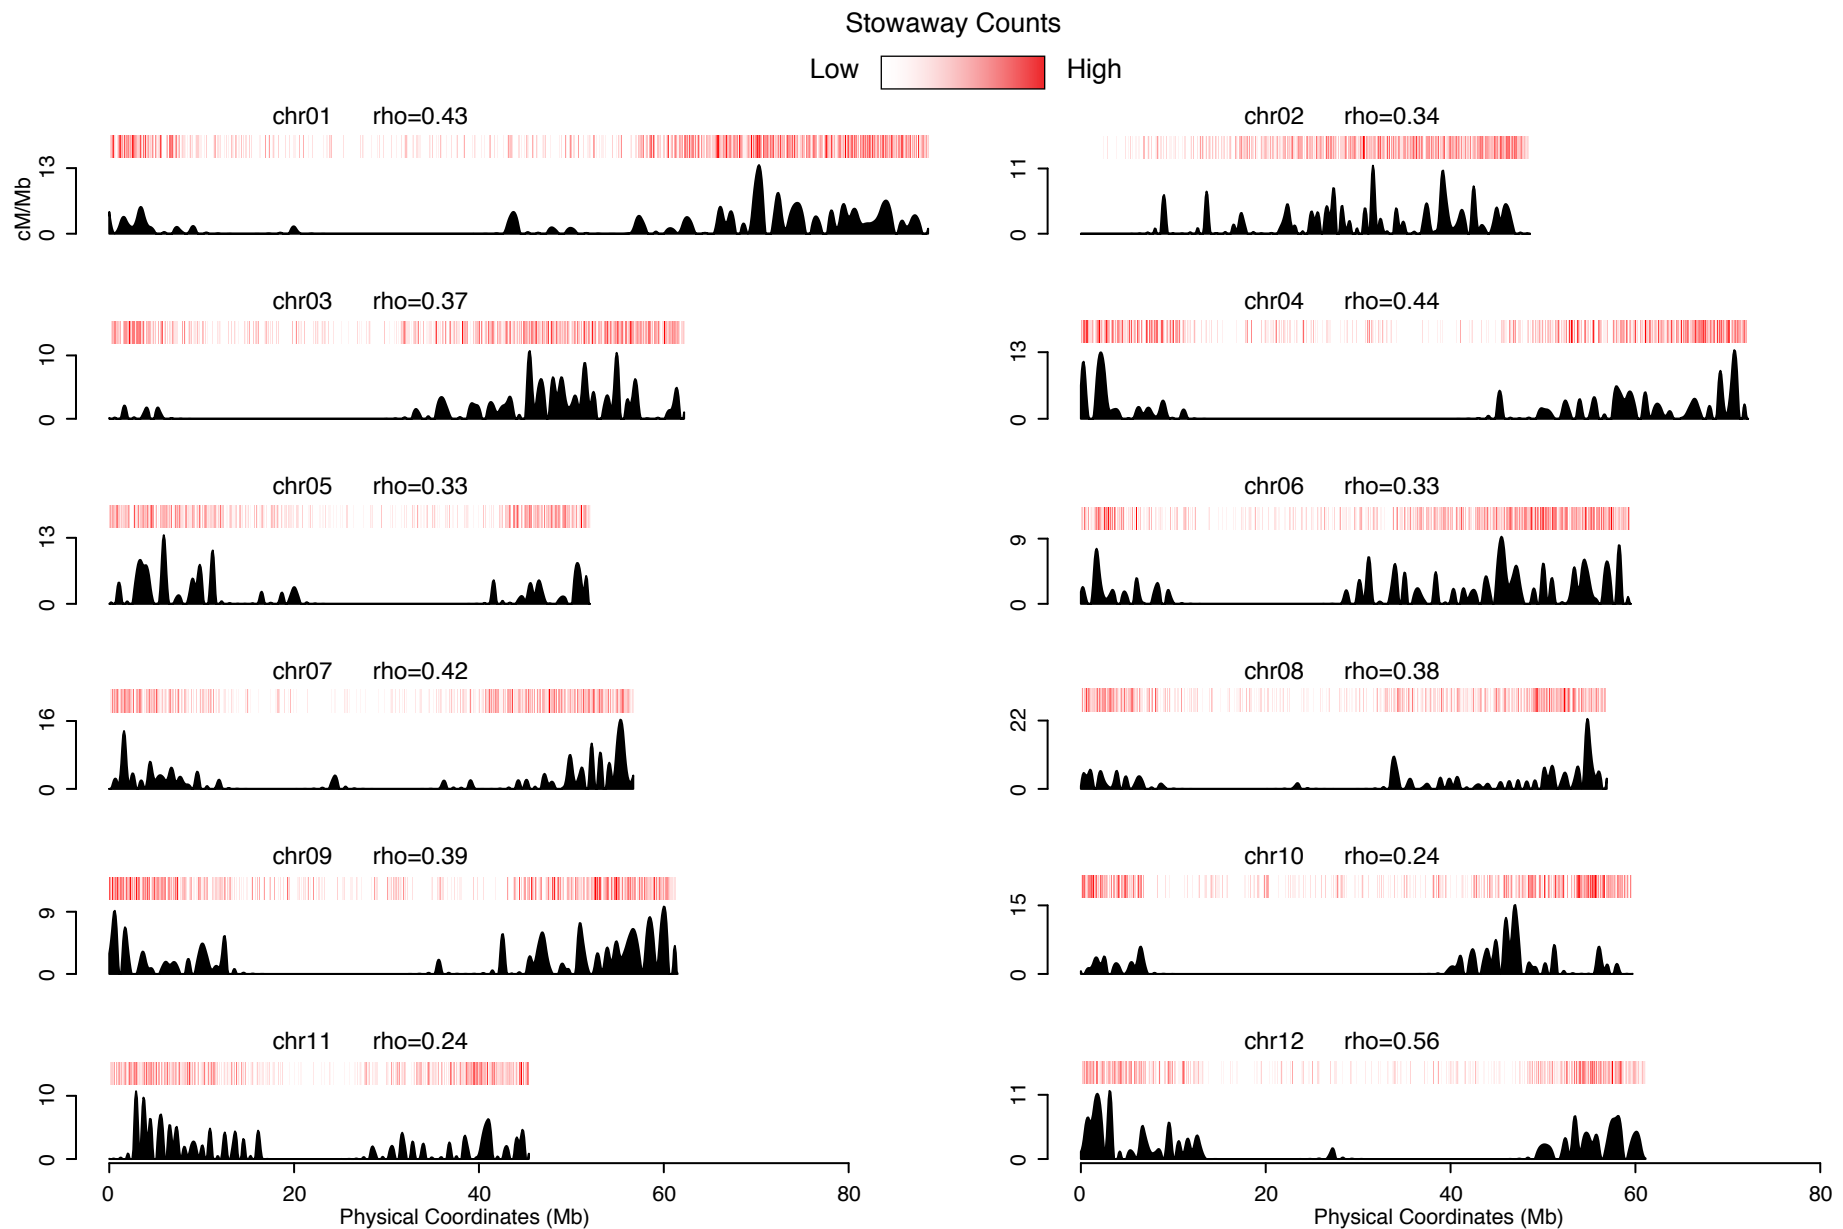 Stowaway Counts
Low High
chr01 rho=0.43
13
0
cM/Mb
chr02 rho=0.34
11
0
chr03 rho=0.37
10
0
chr04 rho=0.44
13
0
chr05 rho=0.33
13
0
chr06 rho=0.33
9
0
chr07 rho=0.42
16
0
chr08 rho=0.38
22
0
chr09 rho=0.39
9
0
chr10 rho=0.24
15
0
chr11 rho=0.24
10
0
chr12 rho=0.56
11
0
0 20 40 60 80
Physical Coordinates (Mb)
0 20 40 60 80
Physical Coordinates (Mb)